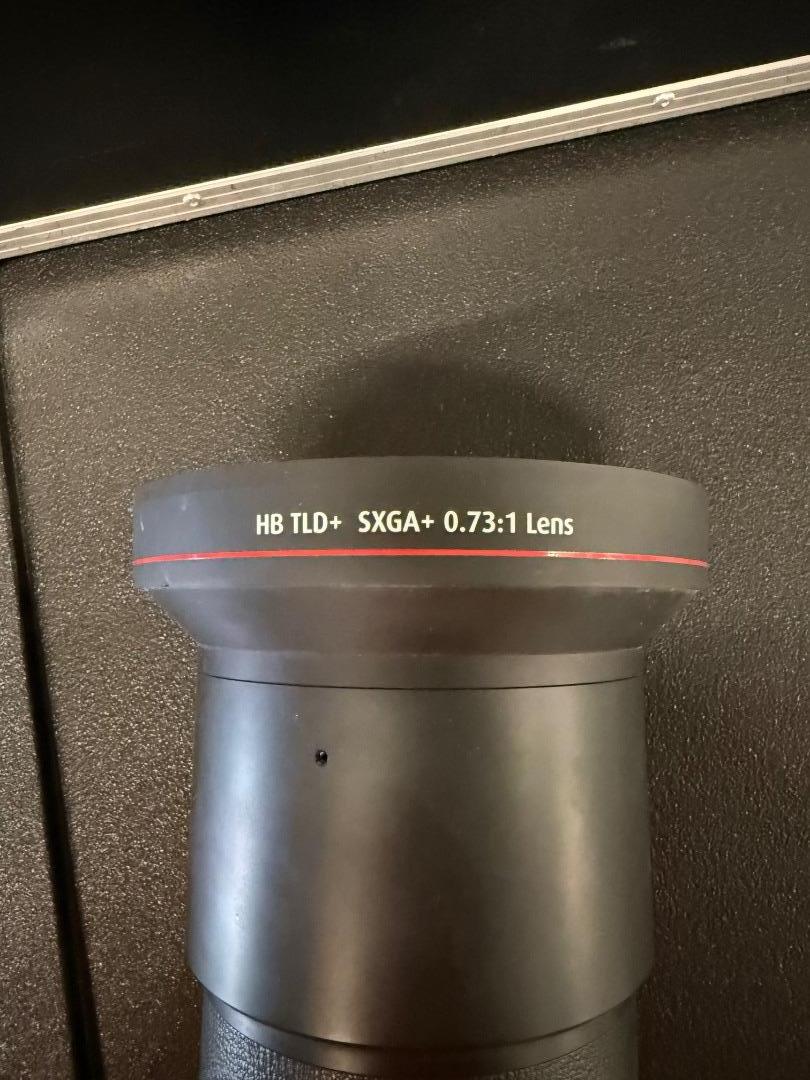 HB TLD+ SXGA+ 0.73:1 Lens